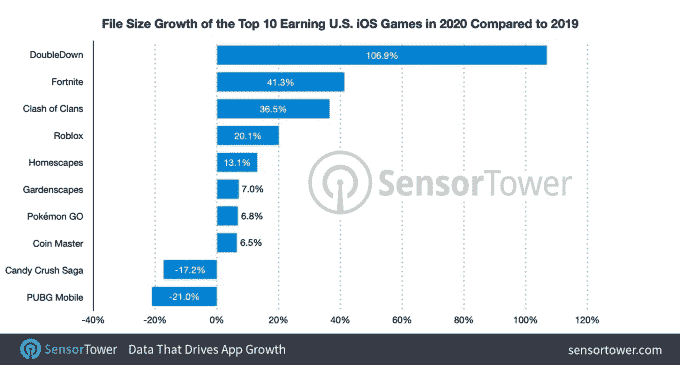 File Size Growth of the Top 10 Earning U.S. iOS Games in 2020 Compared to 2019
DoubleDown 106.9%
Fortnite 41.3%
Clash of Clans 36.5%
Roblox 20.1%
Homescapes 13.1%
Gardenscapes 7.0%
Pokémon GO 6.8%
Coin Master 6.5%
Candy Crush Saga -17.2%
PUBG Mobile -21.0%
SensorTower
-40% -20% 0% 20% 40% 60% 80% 100% 120%
SensorTower Data That Drives App Growth sensortower.com